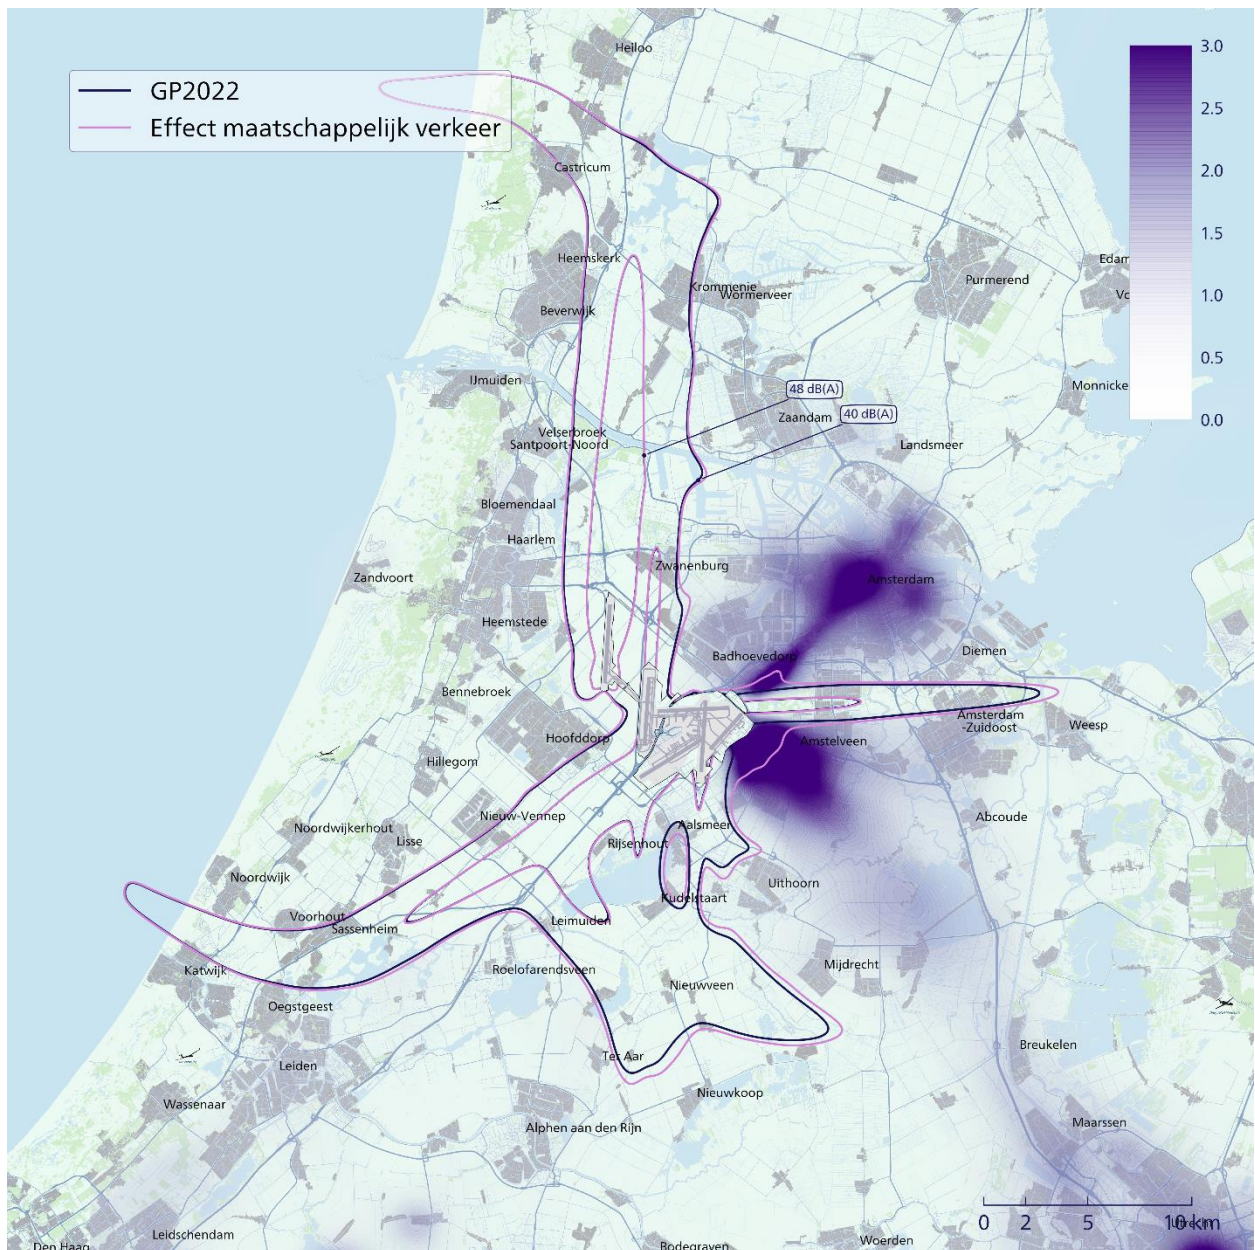 Heiloo
3.0
GP2022
Effect maatschappelijk verkeer
2.5
Castricum
2.0
1.5
Heemskerk
Edam
Purmerend
Krommenie
Wormerveer
Vo
1.0
Beverwijk
0.5
IJmuiden
Monnicke
48 dB(A)
40 dB(A)
Zaandam
0.0
Velserbroek
Santpoort-Noord
Landsmeer
Bloemendaal
Haarlem
Zwanenburg
Zandvoort
Amsterdam
Heemstede
Badhoevedorp
Diemen
Bennebroek
Amsterdam
-Zuidoost
Weesp
Hoofddorp
Amstelveen
Hillegom
Nieuw-Vennep
Abcoude
Noordwijkerhout
Aalsmeer
Lisse
Rijsenhout
Noordwijk
Uithoorn
Kudelstaart
Voorhout
Sassenheim
Leimuiden
Katwijk
Roelofarendsveen
Mijdrecht
Nieuwveen
Oegstgeest
Breukelen
Ter Aar
Leiden
Nieuwkoop
Wassenaar
Maarssen
Alphen aan den Rijn
0 2 5 10 km
Utrecht
Leidschendam
Woerden
Den Haag
Bodegraven